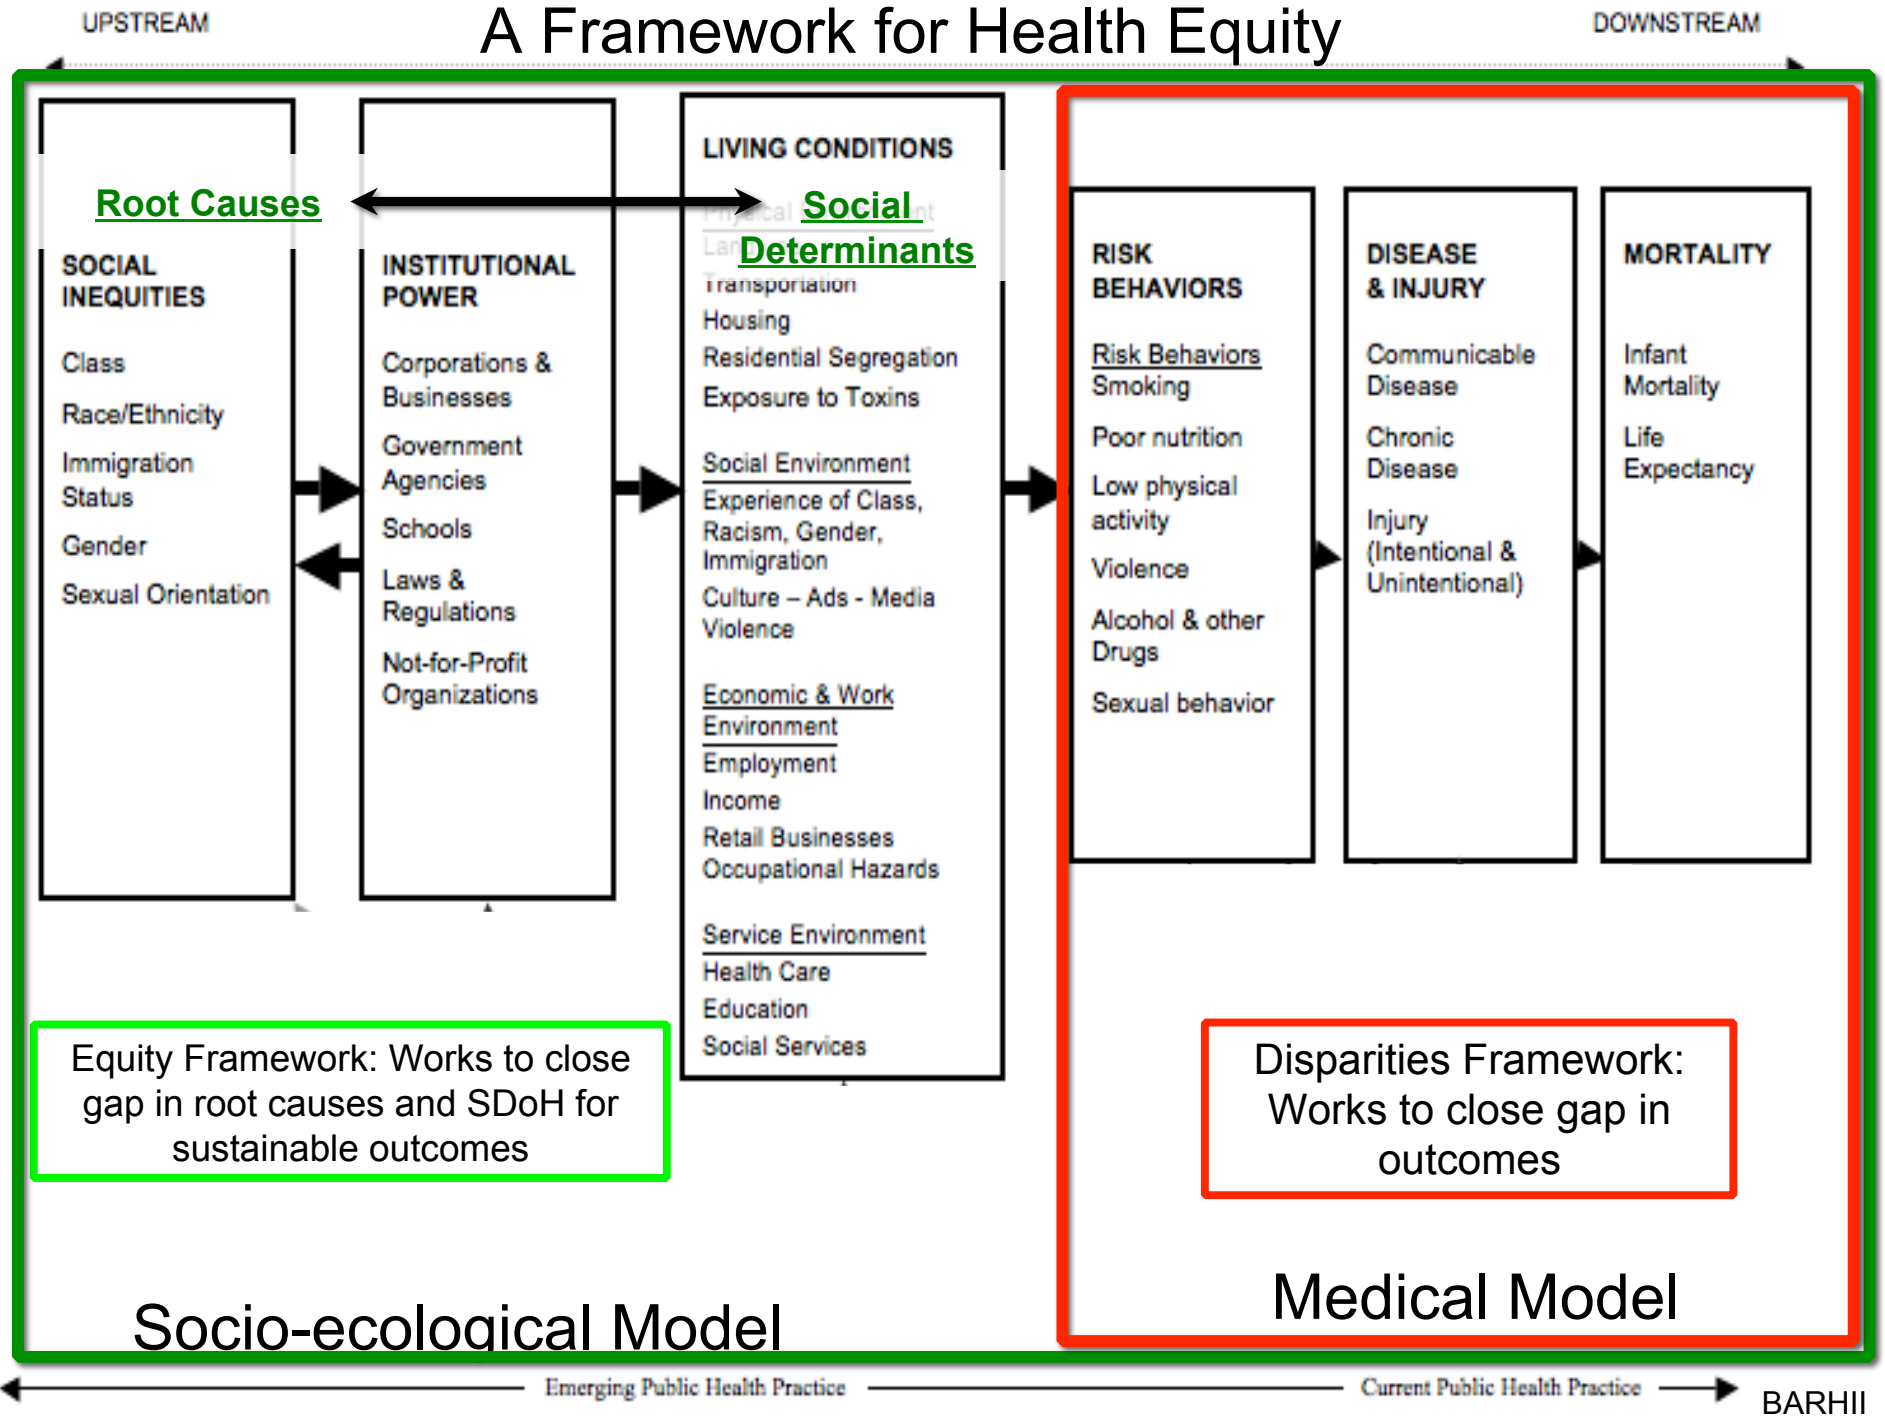 UPSTREAM
A Framework for Health Equity
DOWNSTREAM
Root Causes
SOCIAL
INEQUITIES
Class
Race/Ethnicity
Immigration
Status
Gender
Sexual Orientation
INSTITUTIONAL
POWER
Corporations &
Businesses
Government
Agencies
Schools
Laws &
Regulations
Not-for-Profit
Organizations
LIVING CONDITIONS
Social
Determinants
Transportation
Housing
Residential Segregation
Exposure to Toxins
Social Environment
Experience of Class,
Racism, Gender,
Immigration
Culture – Ads - Media
Violence
Economic & Work
Environment
Employment
Income
Retail Businesses
Occupational Hazards
Service Environment
Health Care
Education
Social Services
RISK
BEHAVIORS
Risk Behaviors
Smoking
Poor nutrition
Low physical
activity
Violence
Alcohol & other
Drugs
Sexual behavior
DISEASE
& INJURY
Communicable
Disease
Chronic
Disease
Injury
(Intentional &
Unintentional)
MORTALITY
Infant
Mortality
Life
Expectancy
Equity Framework: Works to close
gap in root causes and SDoH for
sustainable outcomes
Disparities Framework:
Works to close gap in
outcomes
Socio-ecological Model
Medical Model
Emerging Public Health Practice
Current Public Health Practice
BARHII